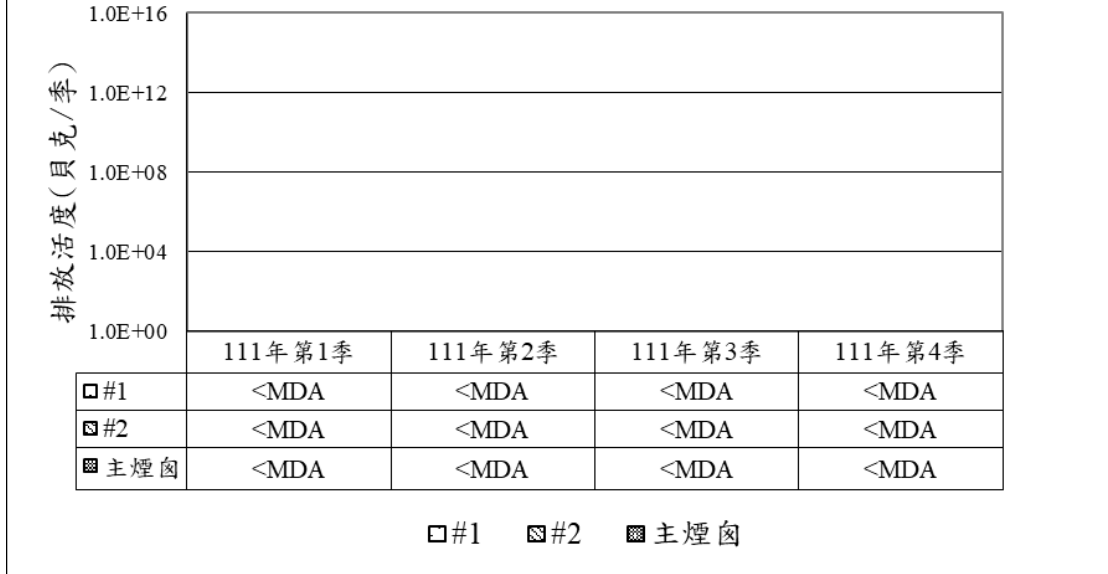 1.0E+16
1.0E+12
1.0E+08
1.0E+04
1.0E+00
排放活度(貝克/季)
111年第1季 111年第2季 111年第3季 111年第4季
#1 <MDA <MDA <MDA <MDA
#2 <MDA <MDA <MDA <MDA
主煙囪 <MDA <MDA <MDA <MDA
#1 #2 主煙囪